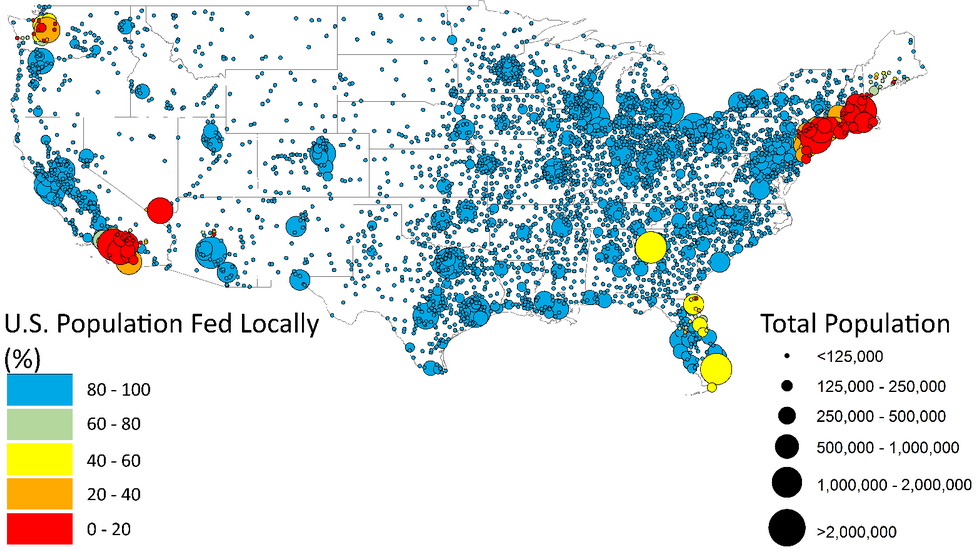 U.S. Population Fed Locally
(%)
80 - 100
60 - 80
40 - 60
20 - 40
0 - 20
Total Population
<125,000
125,000 - 250,000
250,000 - 500,000
500,000 - 1,000,000
1,000,000 - 2,000,000
>2,000,000